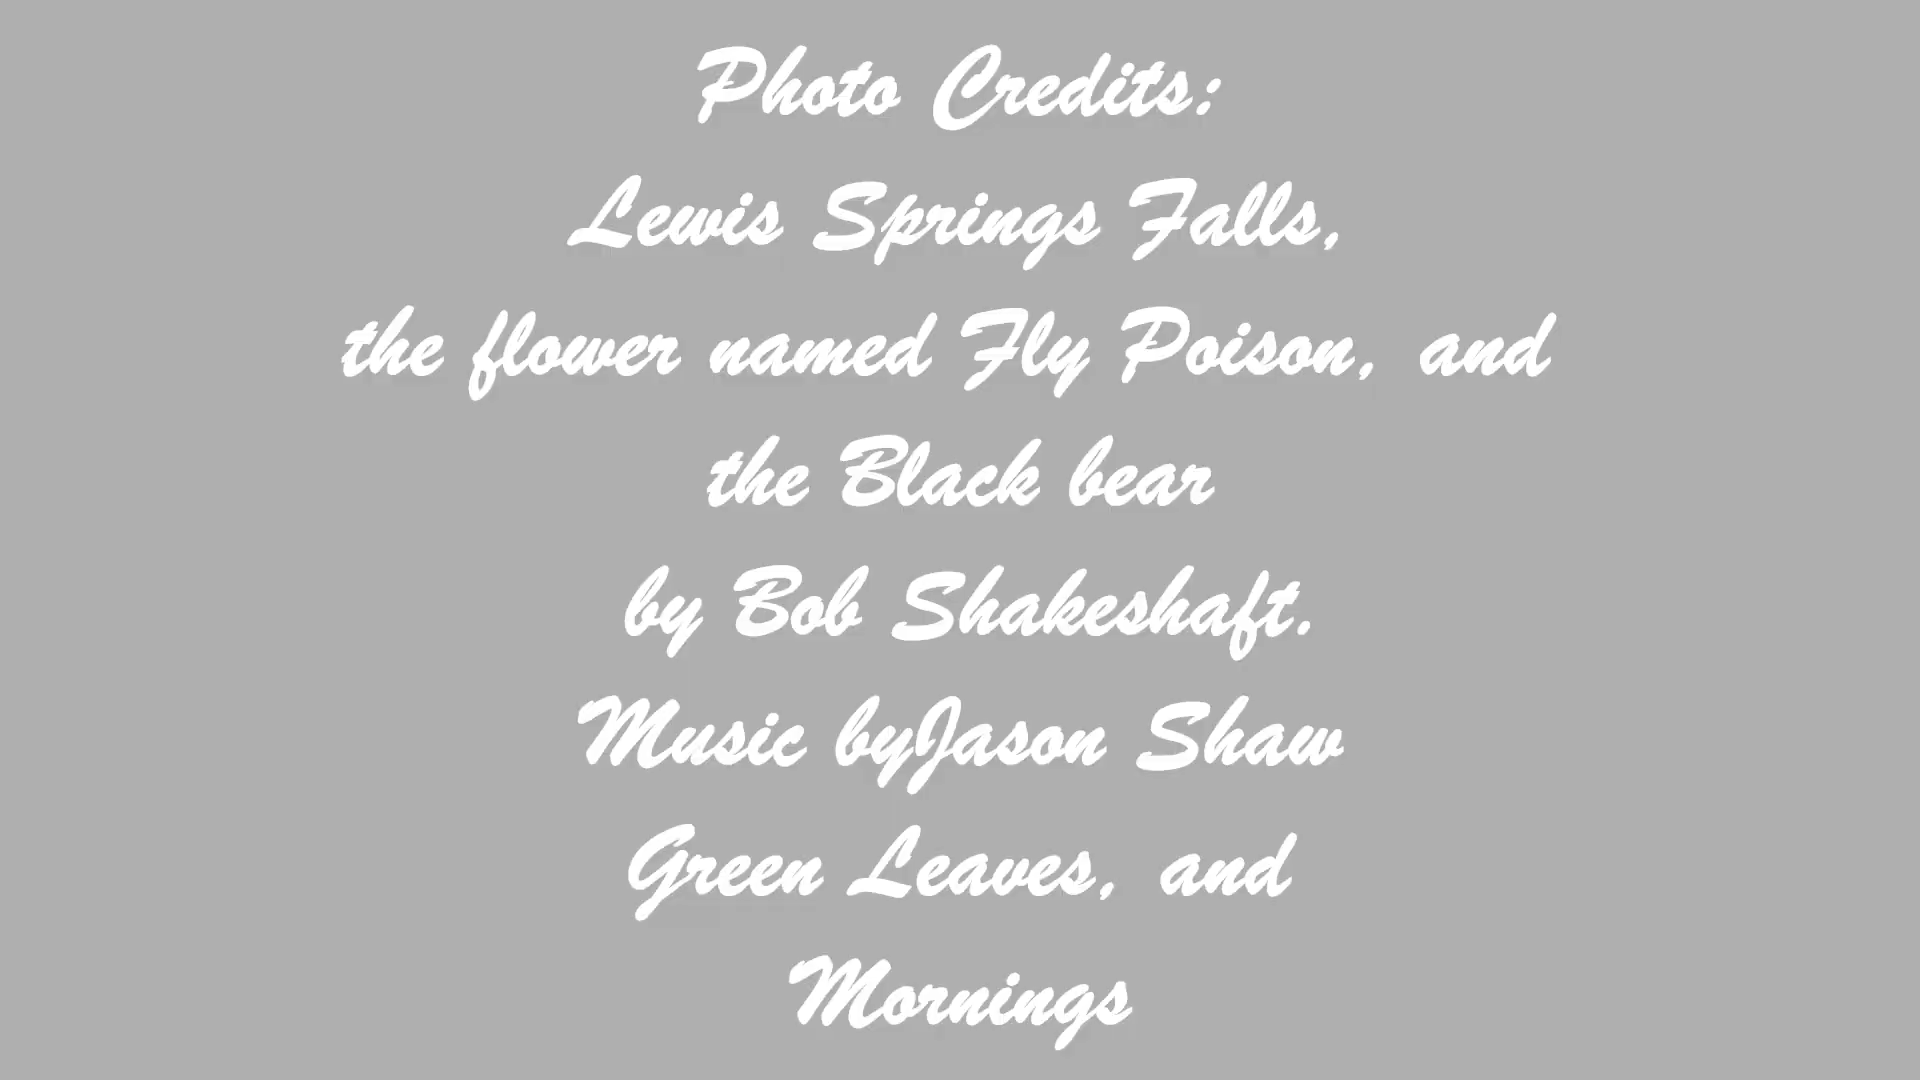 Photo Credits:
Lewis Springs Falls,
the flower named Fly Poison, and
the Black bear
by Bob Shakeshaft.
Music byJason Shaw
Green Leaves, and
Mornings